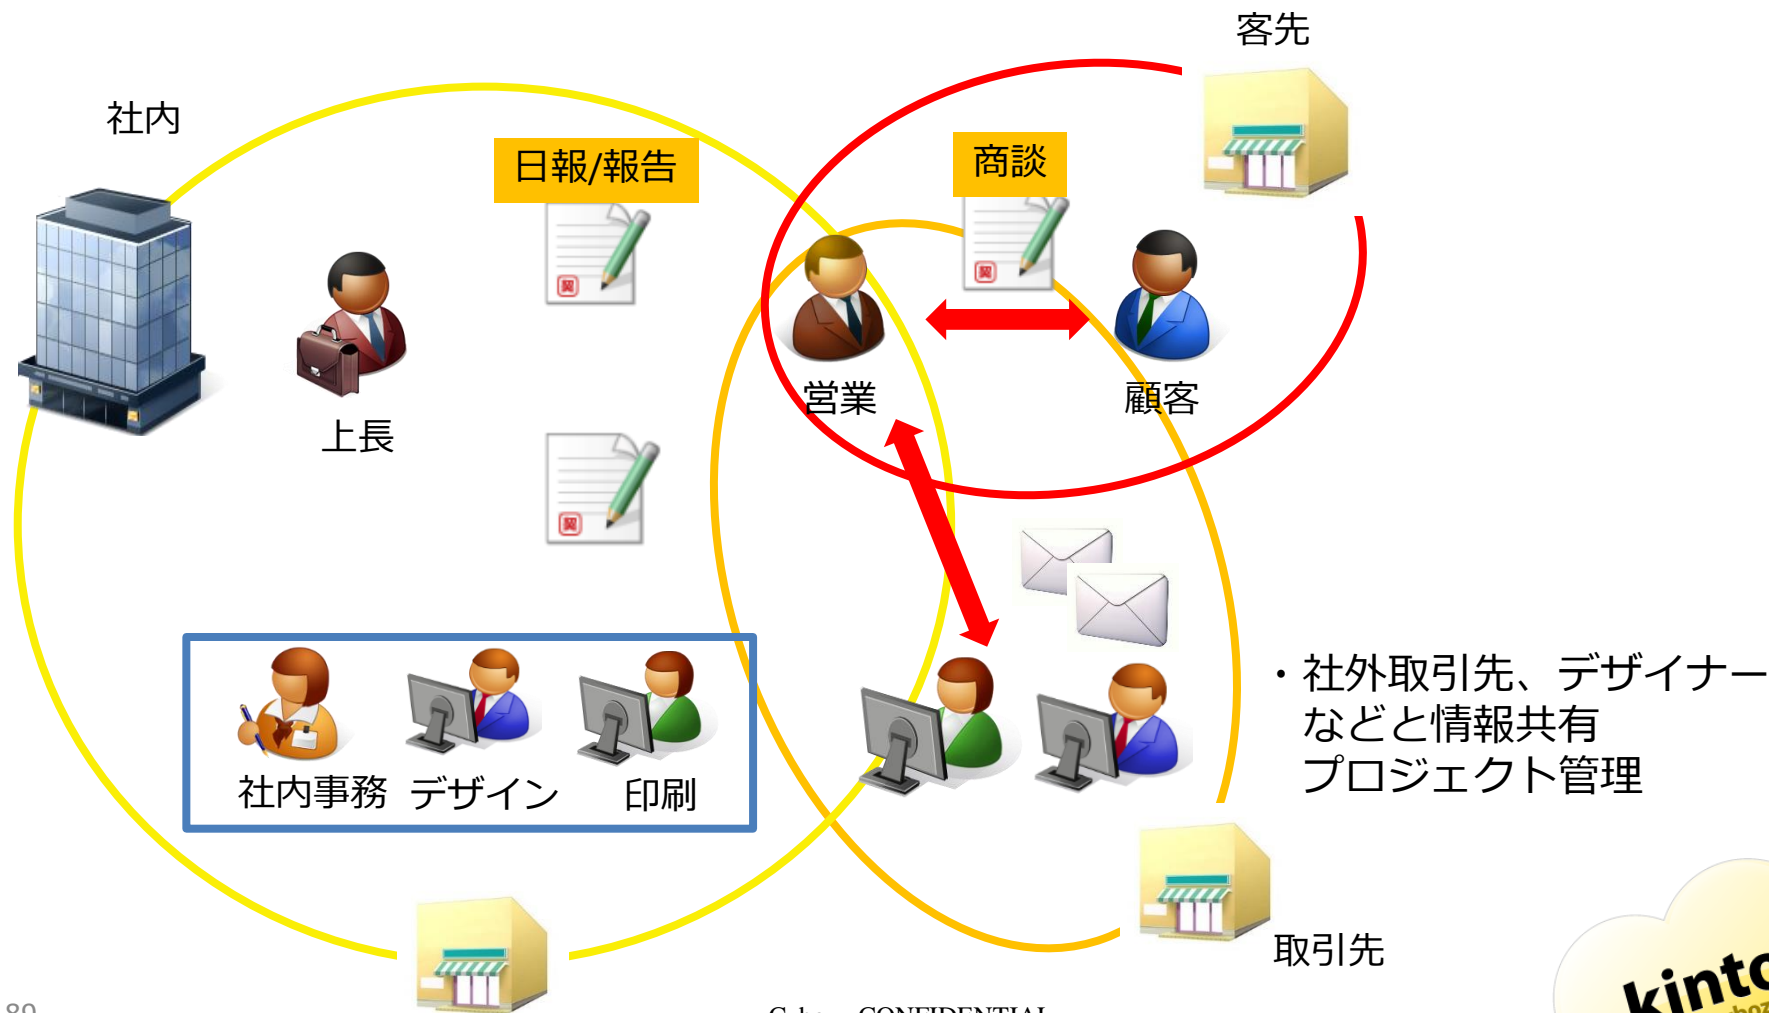 客先
社内
日報/報告
商談
営業
顧客
上長
・社外取引先、デザイナー
などと情報共有
プロジェクト管理
社内事務 デザイン 印刷
取引先